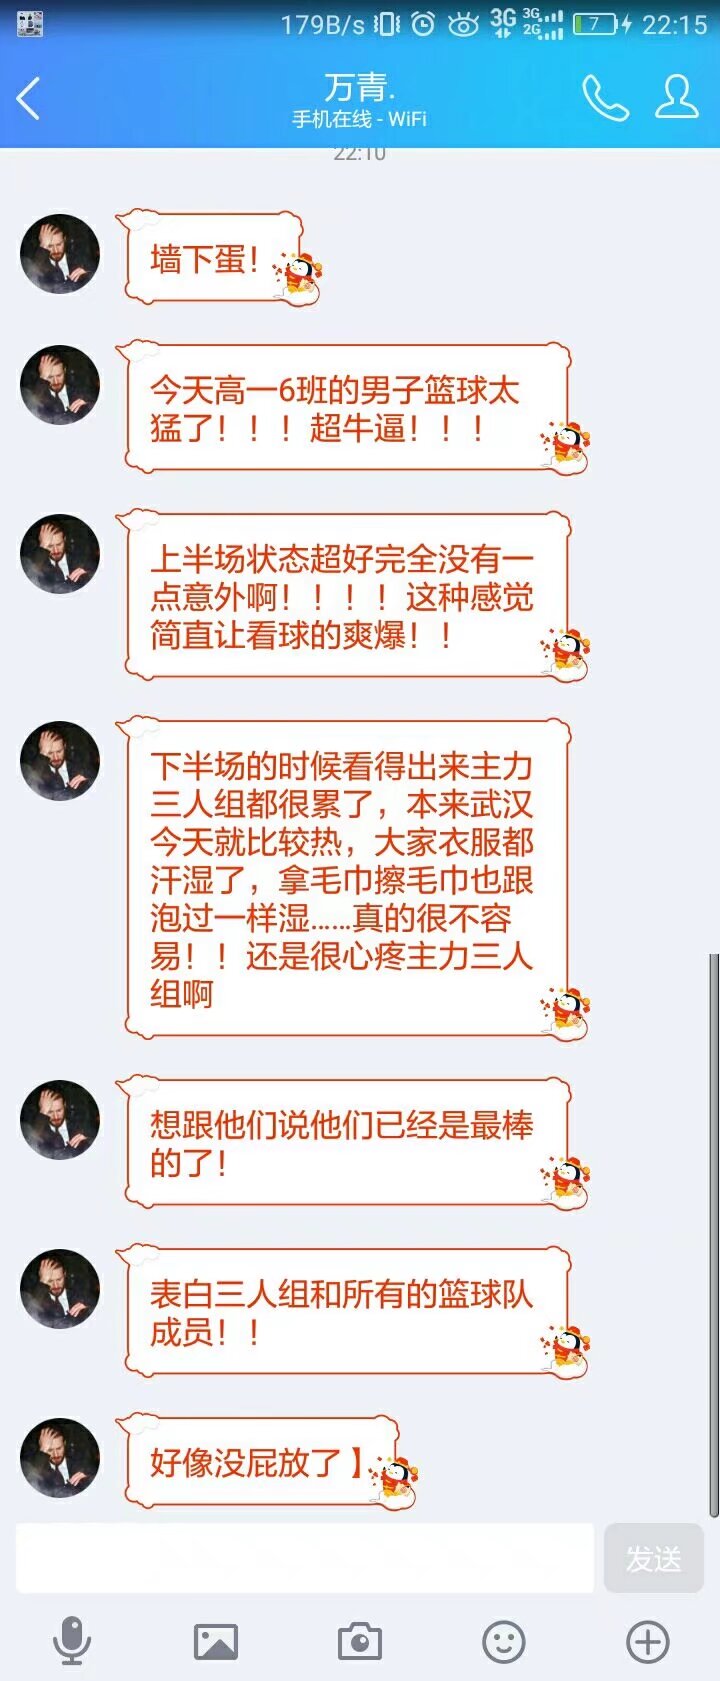 179B/s 3G 3G 2G 7 22:15
万青.
手机在线 - WiFi
22:10
墙下蛋！
今天高一6班的男子篮球太
猛了！！！超牛逼！！！
上半场状态超好完全没有一
点意外啊！！！！这种感觉
简直让看球的爽爆！！
下半场的时候看得出来主力
三人组都很累了，本来武汉
今天就比较热，大家衣服都
汗湿了，拿毛巾擦毛巾也跟
泡过一样湿……真的很不容
易！！还是很心疼主力三人
组啊
想跟他们说他们已经是最棒
的了！
表白三人组和所有的篮球队
成员！！
好像没屁放了】
发送